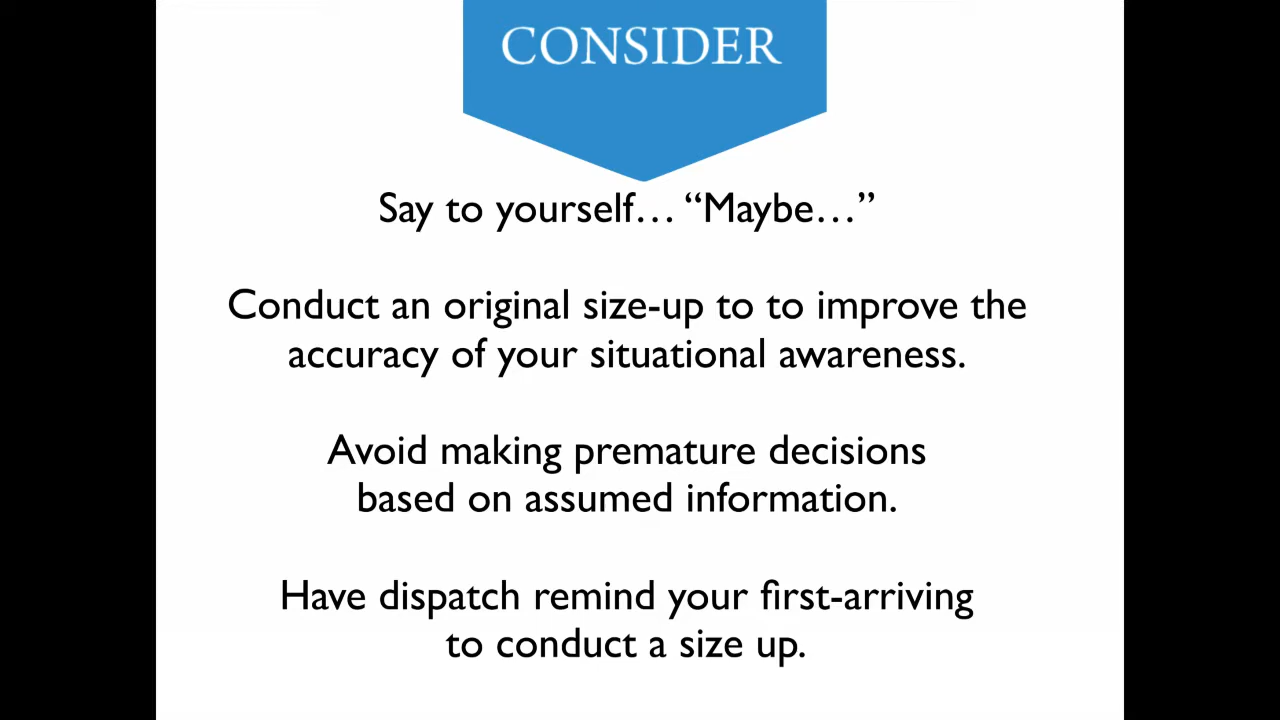 CONSIDER
Say to yourself… “Maybe…”
Conduct an original size-up to to improve the
accuracy of your situational awareness.
Avoid making premature decisions
based on assumed information.
Have dispatch remind your first-arriving
to conduct a size up.